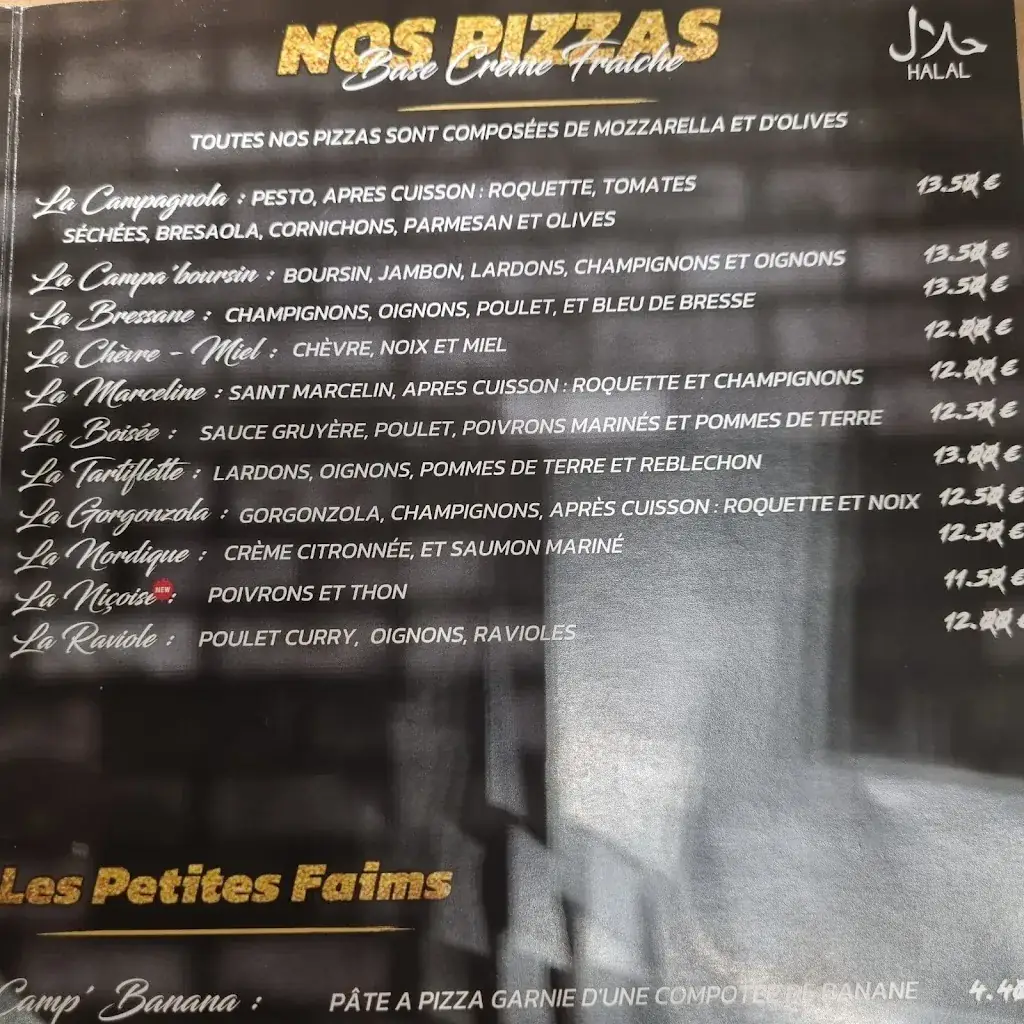 NOS PIZZAS
Base Crème Fraîche
حلال
HALAL
TOUTES NOS PIZZAS SONT COMPOSÉES DE MOZZARELLA ET D'OLIVES
La Campagnola : PESTO, APRES CUISSON : ROQUETTE, TOMATES 13.50 €
SÉCHÉES, BRESAOLA, CORNICHONS, PARMESAN ET OLIVES
La Campa'boursin : BOURSIN, JAMBON, LARDONS, CHAMPIGNONS ET OIGNONS 13.50 €
La Bressane : CHAMPIGNONS, OIGNONS, POULET, ET BLEU DE BRESSE 13.50 €
La Chèvre - Miel : CHÈVRE, NOIX ET MIEL 12.00 €
La Marceline : SAINT MARCELIN, APRES CUISSON : ROQUETTE ET CHAMPIGNONS 12.00 €
La Boisée : SAUCE GRUYÈRE, POULET, POIVRONS MARINÉS ET POMMES DE TERRE 12.50 €
La Tartiflette : LARDONS, OIGNONS, POMMES DE TERRE ET REBLECHON 13.00 €
La Gorgonzola : GORGONZOLA, CHAMPIGNONS, APRÈS CUISSON : ROQUETTE ET NOIX 12.50 €
La Nordique : CRÈME CITRONNÉE, ET SAUMON MARINÉ 12.50 €
La Niçoise NEW : POIVRONS ET THON 11.50 €
La Raviole : POULET CURRY, OIGNONS, RAVIOLES 12.00 €
Les Petites Faims
Camp' Banana : PÂTE A PIZZA GARNIE D'UNE COMPOTEE DE BANANE 4.40